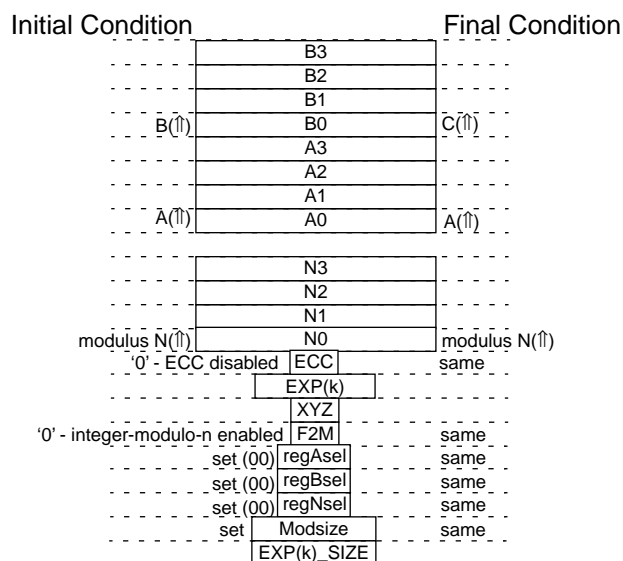 Initial Condition Final Condition
B3
B2
B1
B(⇑) B0 C(⇑)
A3
A2
A1
A(⇑) A0 A(⇑)
N3
N2
N1
modulus N(⇑) N0 modulus N(⇑)
‘0’ - ECC disabled ECC same
EXP(k)
XYZ
‘0’ - integer-modulo-n enabled F2M same
set (00) regAsel same
set (00) regBsel same
set (00) regNsel same
set Modsize same
EXP(k)_SIZE